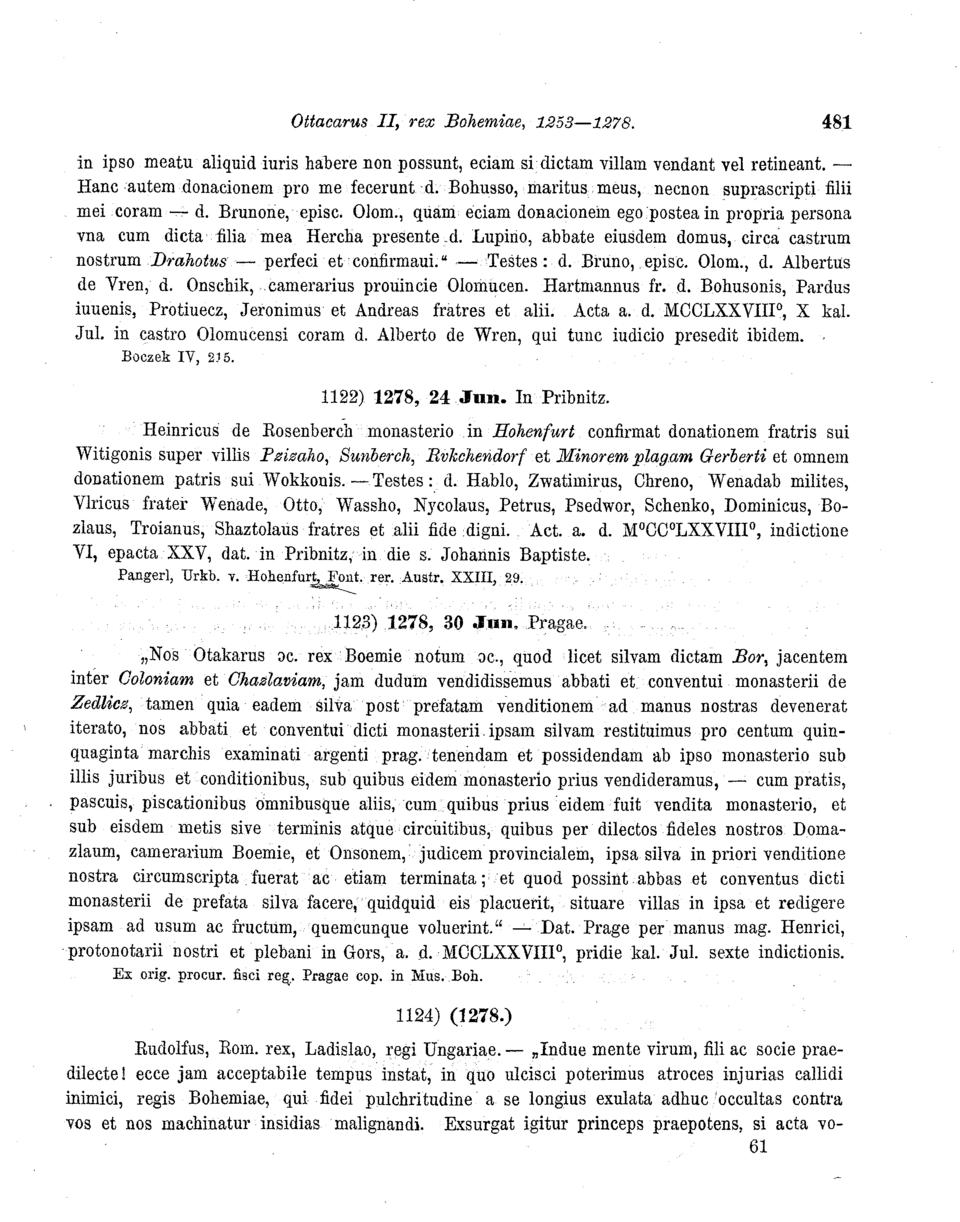 Ottacarus II, rex Bohemiae, 1253—1278. 481
in ipso meatu aliquid iuris habere non possunt, eciam si dictam villam vendant vel retineant. —
Hanc autem donacionem pro me fecerunt d. Bohusso, maritus meus, necnon suprascripti filii
mei coram — d. Brunone, episc. Olom., quam eciam donacionem ego postea in propria persona
vna cum dicta filia mea Hercha presente d. Lupino, abbate eiusdem domus, circa castrum
nostrum Drahotus — perfeci et confirmaui.“ — Testes: d. Bruno, episc. Olom., d. Albertus
de Vren, d. Onschik, camerarius prouincie Olomucen. Hartmannus fr. d. Bohusonis, Pardus
iuuenis, Protiuecz, Jeronimus et Andreas fratres et alii. Acta a. d. MCCLXXVIII⁰, X kal.
Jul. in castro Olomucensi coram d. Alberto de Wren, qui tunc iudicio presedit ibidem.
Boczek IV, 215.
1122) 1278, 24 Jun. In Pribnitz.
Heinricus de Rosenberch monasterio in Hohenfurt confirmat donationem fratris sui
Witigonis super villis Pzizaho, Sunberch, Rvkchendorf et Minorem plagam Gerberti et omnem
donationem patris sui Wokkonis. — Testes: d. Hablo, Zwatimirus, Chreno, Wenadab milites,
Vlricus frater Wenade, Otto, Wassho, Nycolaus, Petrus, Psedwor, Schenko, Dominicus, Bo-
zlaus, Troianus, Shaztolaus fratres et alii fide digni. Act. a. d. M⁰CC⁰LXXVIII⁰, indictione
VI, epacta XXV, dat. in Pribnitz, in die s. Johannis Baptiste.
Pangerl, Urkb. v. Hohenfurt, Font. rer. Austr. XXIII, 29.
1123) 1278, 30 Jun. Pragae.
„Nos Otakarus ɔc. rex Boemie notum ɔc., quod licet silvam dictam Bor, jacentem
inter Coloniam et Chazlaviam, jam dudum vendidissemus abbati et conventui monasterii de
Zedlicz, tamen quia eadem silva post prefatam venditionem ad manus nostras devenerat
iterato, nos abbati et conventui dicti monasterii ipsam silvam restituimus pro centum quin-
quaginta marchis examinati argenti prag. tenendam et possidendam ab ipso monasterio sub
illis juribus et conditionibus, sub quibus eidem monasterio prius vendideramus, — cum pratis,
pascuis, piscationibus omnibusque aliis, cum quibus prius eidem fuit vendita monasterio, et
sub eisdem metis sive terminis atque circuitibus, quibus per dilectos fideles nostros Doma-
zlaum, camerarium Boemie, et Onsonem, judicem provincialem, ipsa silva in priori venditione
nostra circumscripta fuerat ac etiam terminata; et quod possint abbas et conventus dicti
monasterii de prefata silva facere, quidquid eis placuerit, situare villas in ipsa et redigere
ipsam ad usum ac fructum, quemcunque voluerint.“ — Dat. Prage per manus mag. Henrici,
protonotarii nostri et plebani in Gors, a. d. MCCLXXVIII⁰, pridie kal. Jul. sexte indictionis.
Ex orig. procur. fisci reg. Pragae cop. in Mus. Boh.
1124) (1278.)
Rudolfus, Rom. rex, Ladislao, regi Ungariae. — „Indue mente virum, fili ac socie prae-
dilecte! ecce jam acceptabile tempus instat, in quo ulcisci poterimus atroces injurias callidi
inimici, regis Bohemiae, qui fidei pulchritudine a se longius exulata adhuc occultas contra
vos et nos machinatur insidias malignandi. Exsurgat igitur princeps praepotens, si acta vo-
61